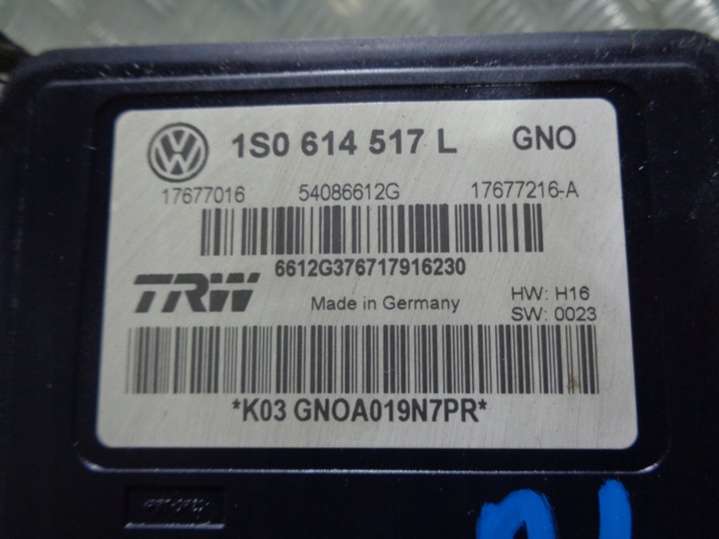 1S0 614 517 L GNO
17677016 54086612G 17677216-A
6612G376717916230
TRW Made in Germany HW: H16
SW: 0023
*K03 GNOA019N7PR*